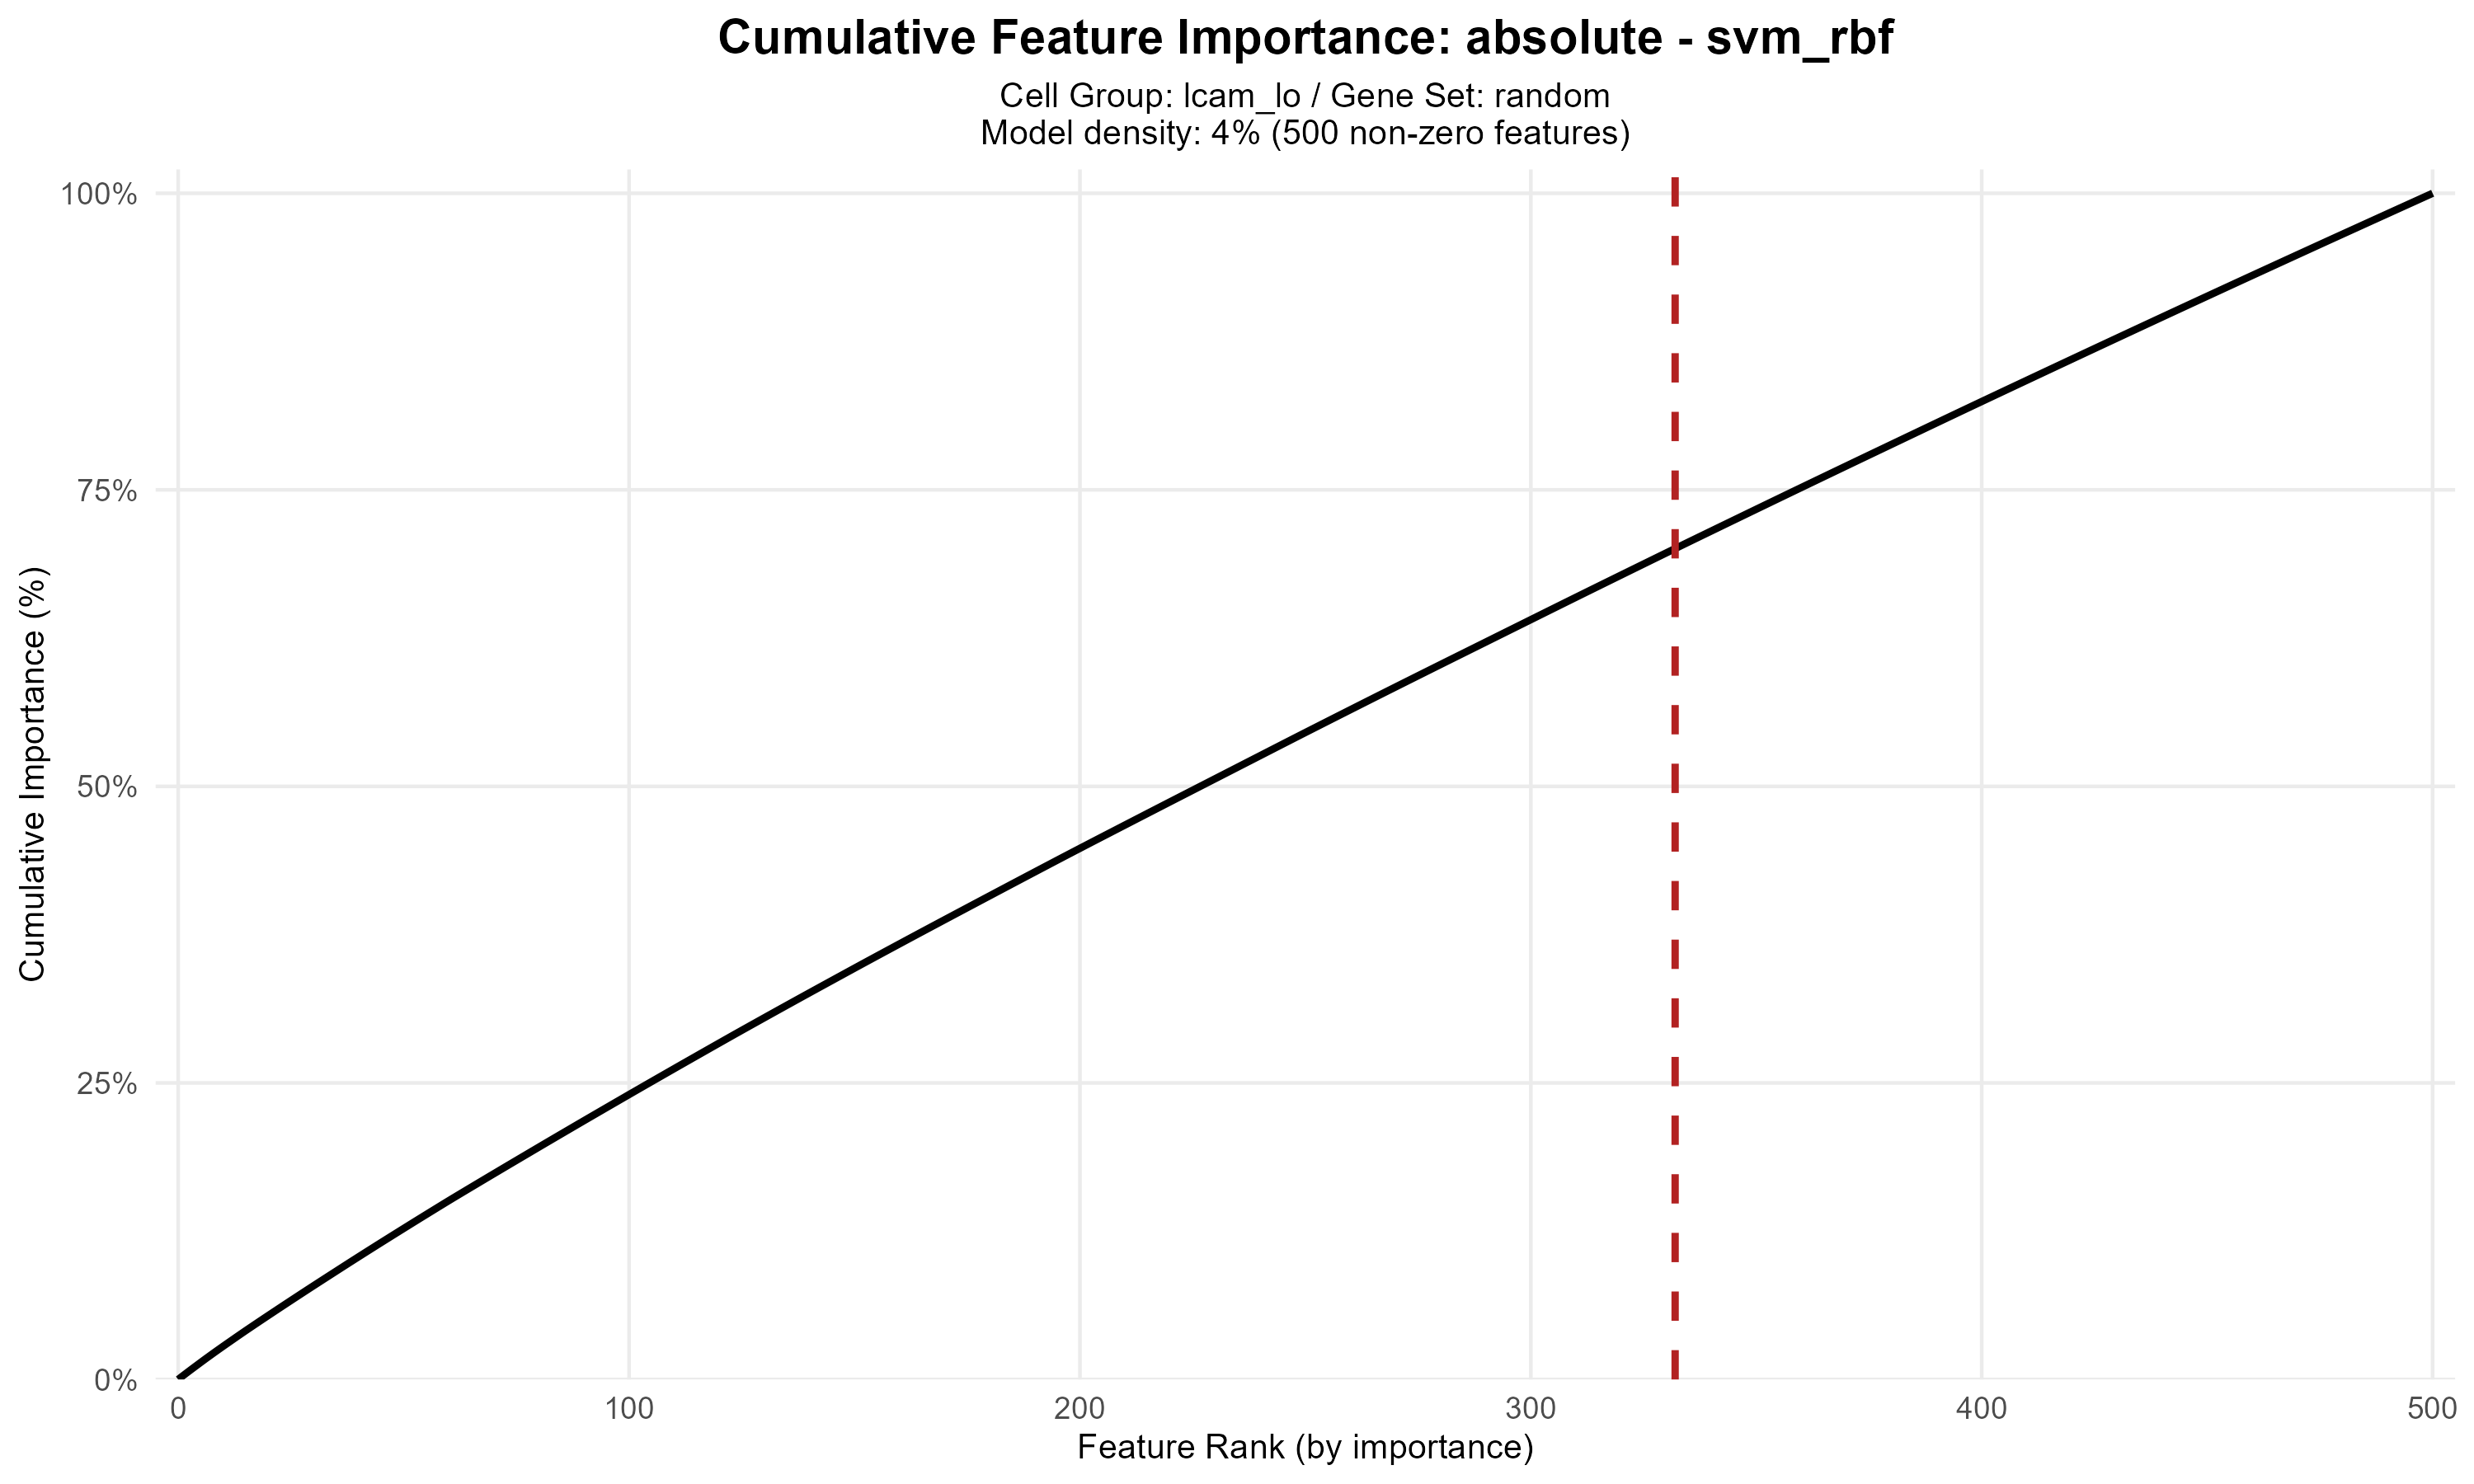 Cumulative Feature Importance: absolute - svm_rbf
Cell Group: lcam_lo / Gene Set: random
Model density: 4% (500 non-zero features)
Cumulative Importance (%)
100%
75%
50%
25%
0%
0 100 200 300 400 500
Feature Rank (by importance)